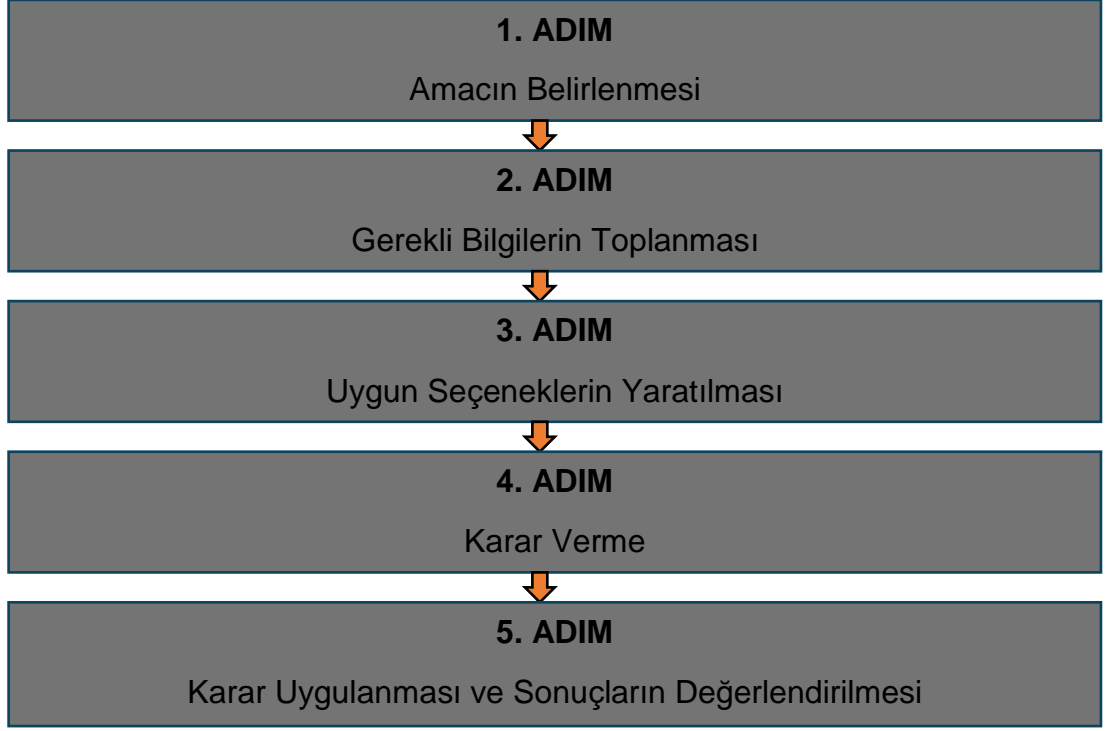 1. ADIM
Amacın Belirlenmesi
2. ADIM
Gerekli Bilgilerin Toplanması
3. ADIM
Uygun Seçeneklerin Yaratılması
4. ADIM
Karar Verme
5. ADIM
Karar Uygulanması ve Sonuçların Değerlendirilmesi